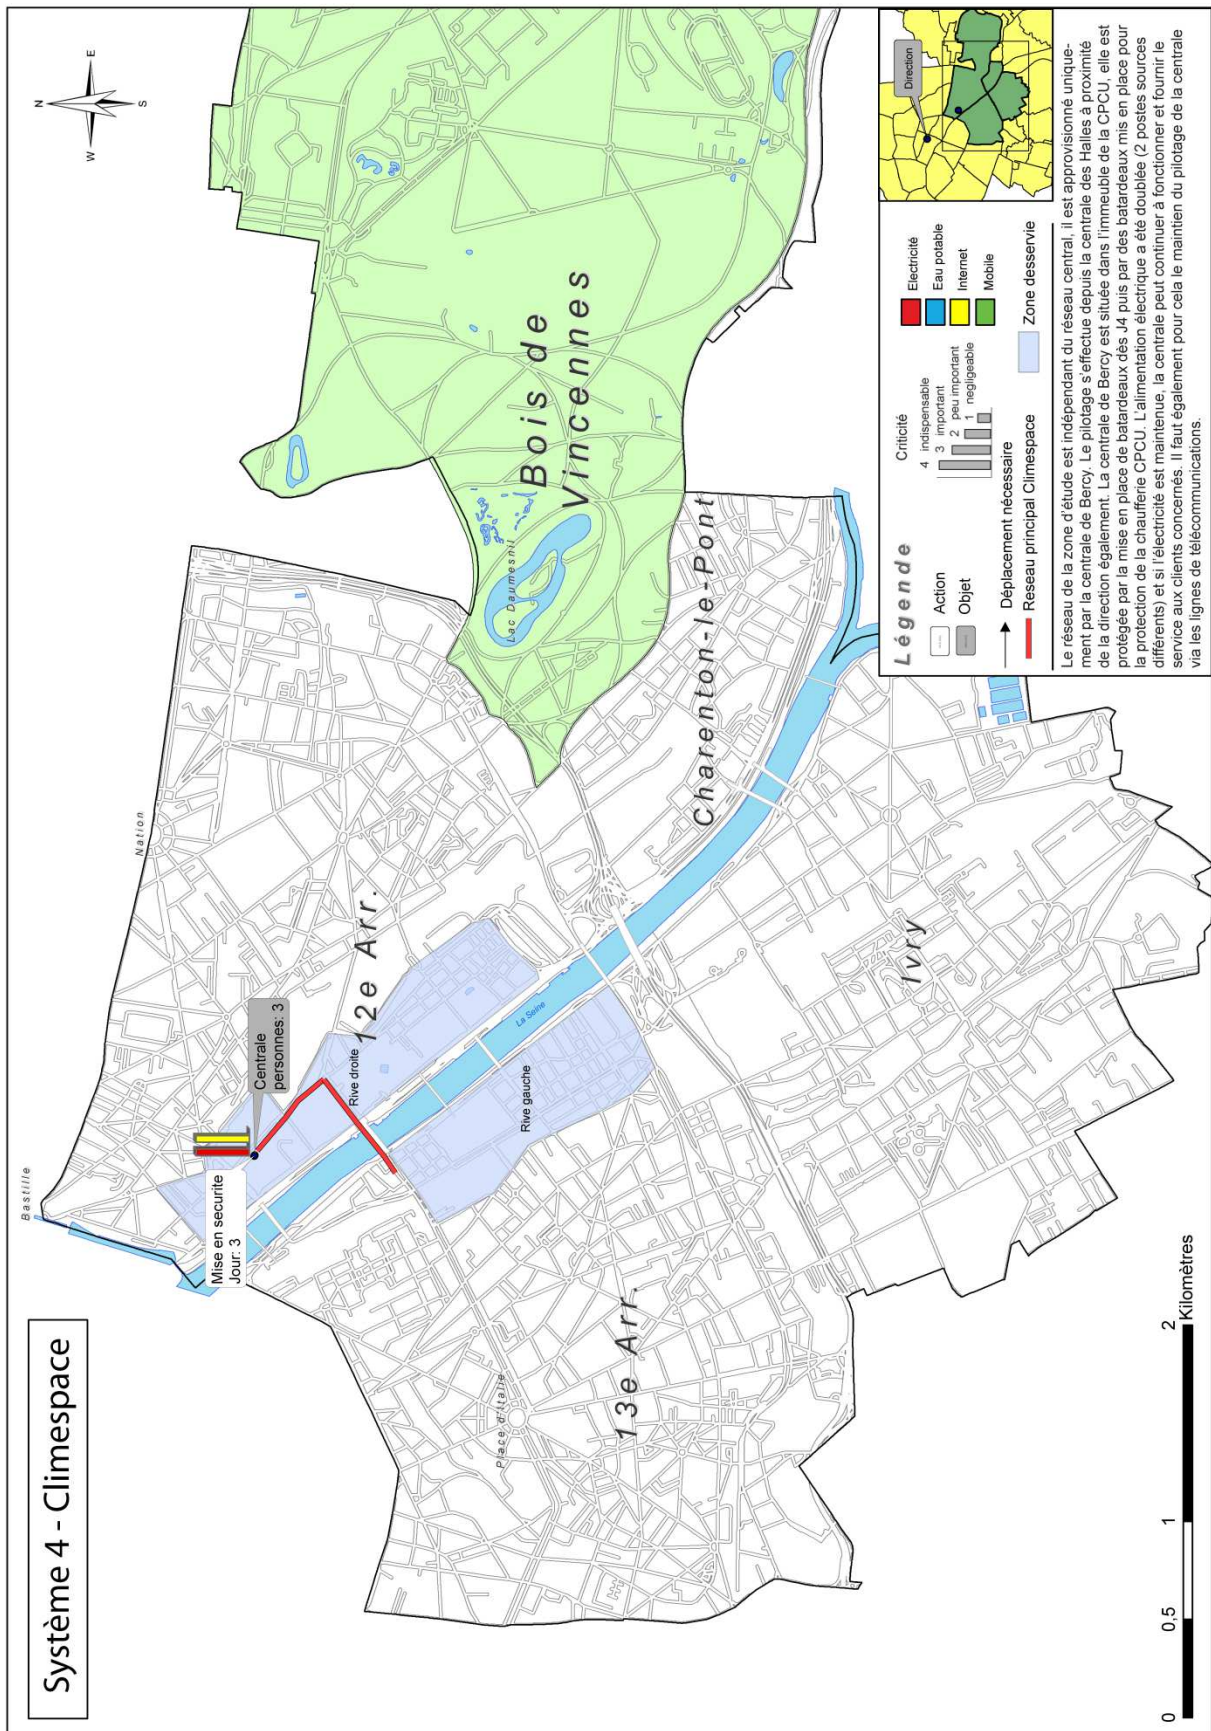 Système 4 - Climespace
N
W
E
S
Bastille
Nation
Mise en securite
Jour: 3
Centrale
personnes: 3
12e Arr.
Rive droite
La Seine
Rive gauche
Place d'Italie
13e Arr.
Ivry
Charenton-le-Pont
Bois de
Vincennes
Lac Daumesnil
0
0,5
1
2
Kilomètres
Légende
Action
Objet
Déplacement nécessaire
Reseau principal Climespace
Criticité
4 indispensable
3 important
2 peu important
1 negligeable
Electricité
Eau potable
Internet
Mobile
Zone desservie
Direction
Le réseau de la zone d'étude est indépendant du réseau central, il est approvisionné unique-
ment par la centrale de Bercy. Le pilotage s'effectue depuis la centrale des Halles à proximité
de la direction également. La centrale de Bercy est située dans l'immeuble de la CPCU, elle est
protégée par la mise en place de batardeaux dès J4 puis par des batardeaux mis en place pour
la protection de la chaufferie CPCU. L'alimentation électrique a été doublée (2 postes sources
différents) et si l'électricité est maintenue, la centrale peut continuer à fonctionner et fournir le
service aux clients concernés. Il faut également pour cela le maintien du pilotage de la centrale
via les lignes de télécommunications.